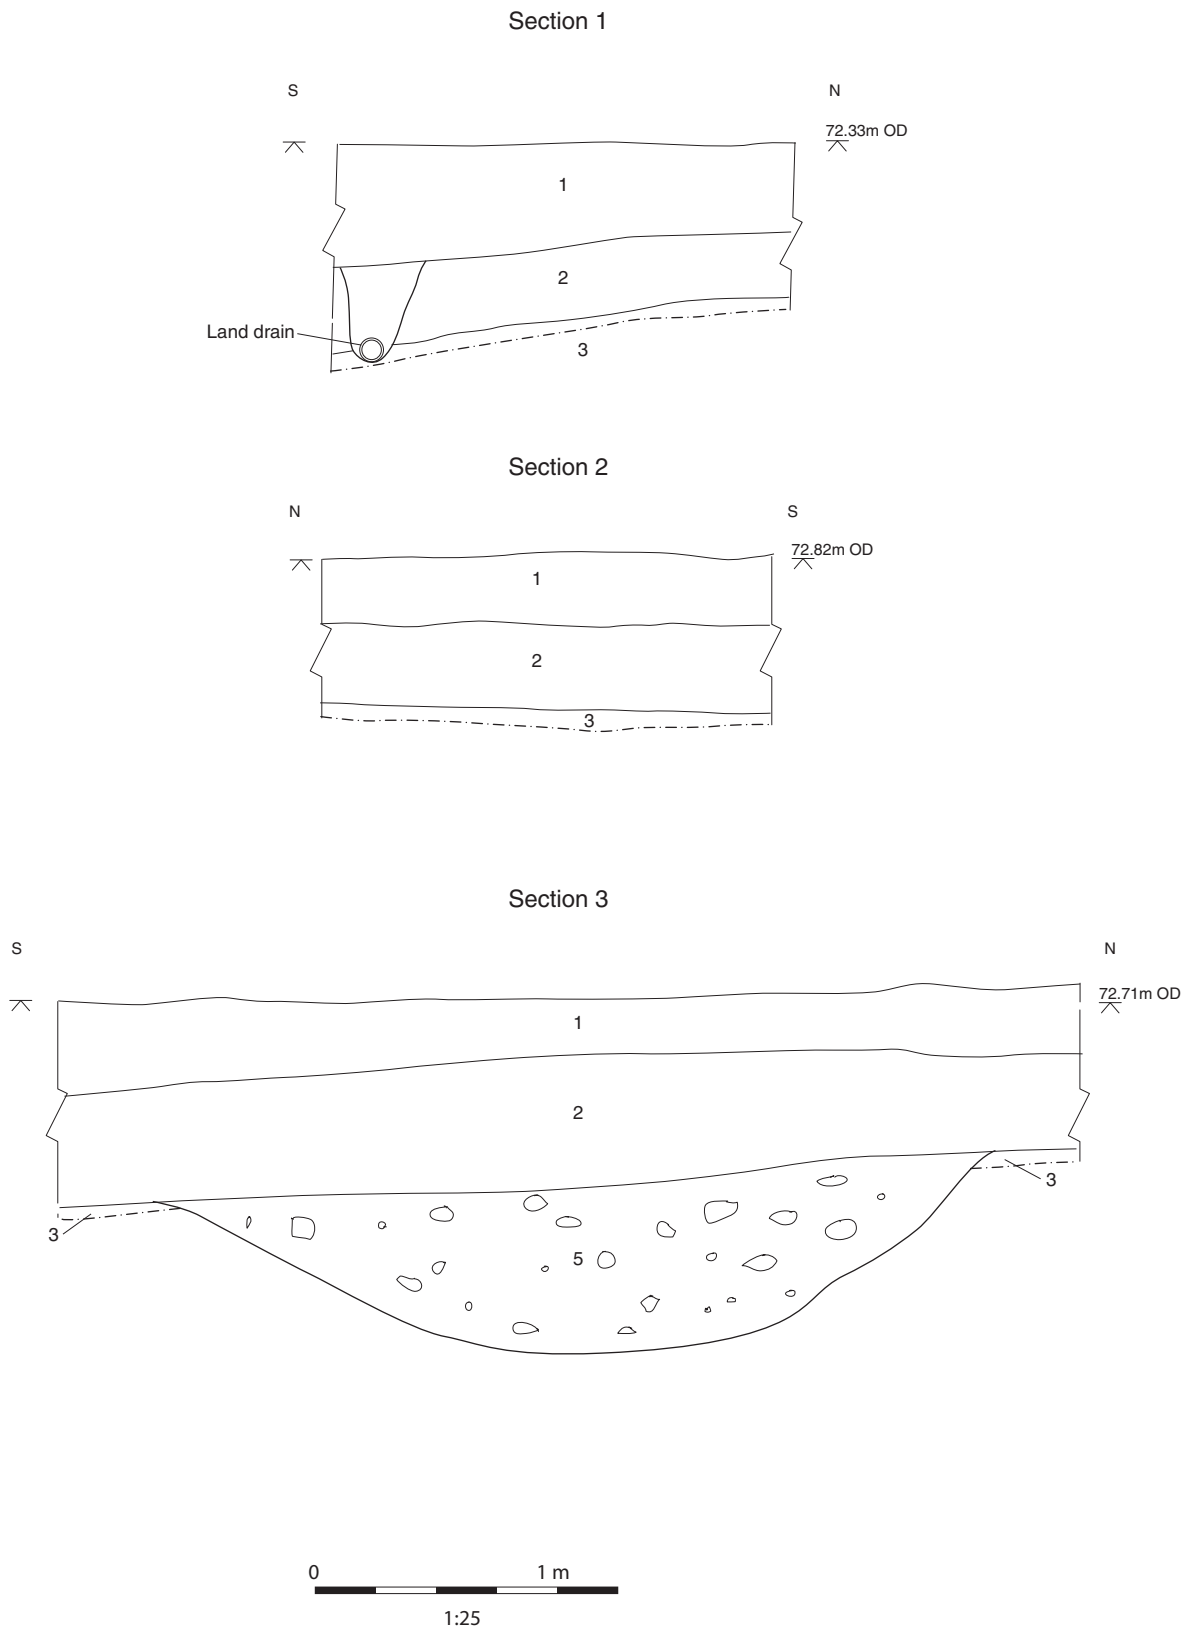 Section 1
S N
72.33m OD
1
2
Land drain
3
Section 2
N S
72.82m OD
1
2
3
Section 3
S N
72.71m OD
1
2
3
3
5
0 1 m
1:25